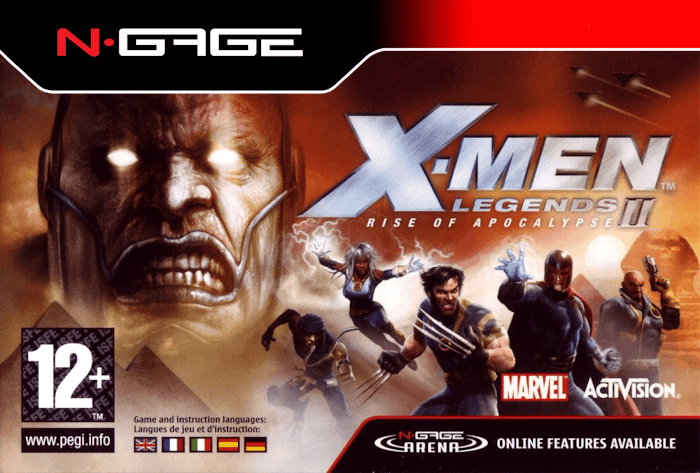 N·GAGE
X·MEN
TM
LEGENDS II
RISE OF APOCALYPSE
ISFE
12+
TM
www.pegi.info
Game and instruction languages:
Langues de jeu et d'instruction:
MARVEL
ACTIVISION.
N·GAGE
ARENA
ONLINE FEATURES AVAILABLE